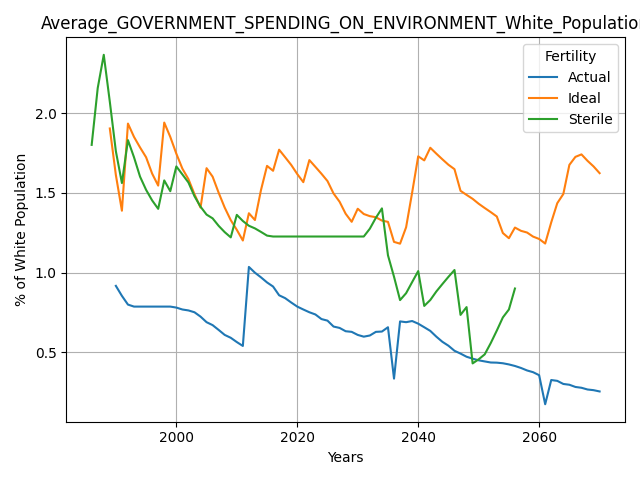 Average_GOVERNMENT_SPENDING_ON_ENVIRONMENT_White_Population
Fertility
Actual
Ideal
Sterile
% of White Population
2.0
1.5
1.0
0.5
2000 2020 2040 2060
Years